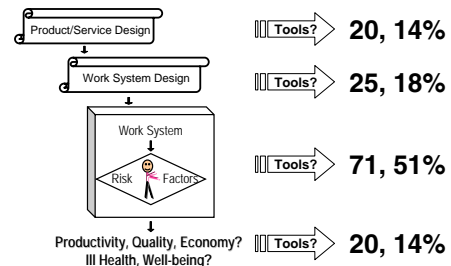 Product/Service Design
Tools?
20, 14%
Work System Design
Tools?
25, 18%
Work System
Risk Factors
Tools?
71, 51%
Productivity, Quality, Economy?
Ill Health, Well-being?
Tools?
20, 14%